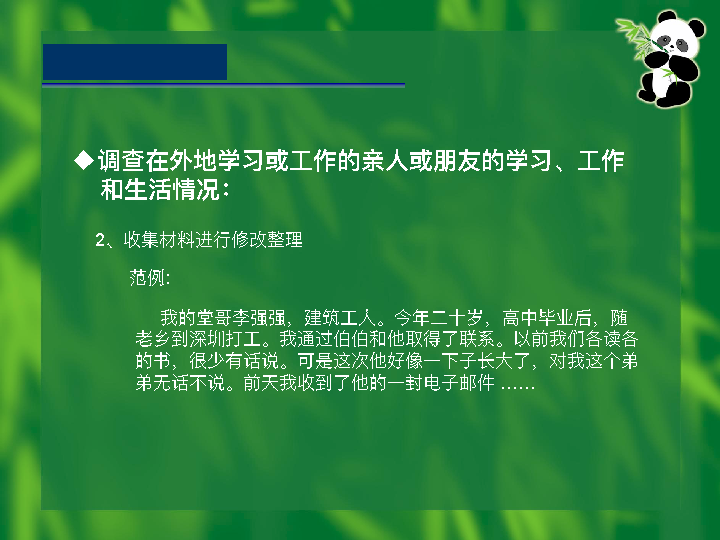 ◆调查在外地学习或工作的亲人或朋友的学习、工作
和生活情况：
2、收集材料进行修改整理
范例：
我的堂哥李强强，建筑工人。今年二十岁，高中毕业后，随
老乡到深圳打工。我通过伯伯和他取得了联系。以前我们各读各
的书，很少有话说。可是这次他好像一下子长大了，对我这个弟
弟无话不说。前天我收到了他的一封电子邮件 ……